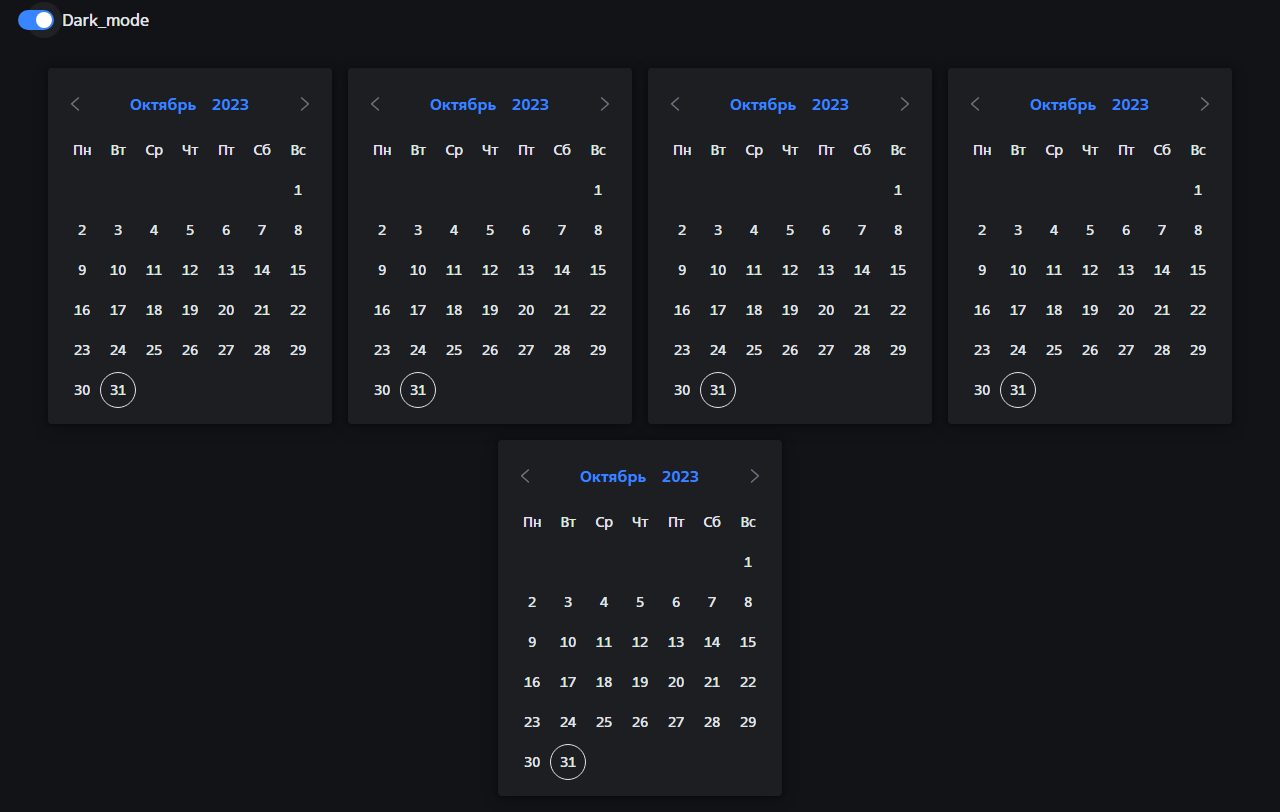 Dark_mode
Октябрь 2023 Октябрь 2023 Октябрь 2023 Октябрь 2023
Пн Вт Ср Чт Пт Сб Вс Пн Вт Ср Чт Пт Сб Вс Пн Вт Ср Чт Пт Сб Вс Пн Вт Ср Чт Пт Сб Вс
1 1 1 1
2 3 4 5 6 7 8 2 3 4 5 6 7 8 2 3 4 5 6 7 8 2 3 4 5 6 7 8
9 10 11 12 13 14 15 9 10 11 12 13 14 15 9 10 11 12 13 14 15 9 10 11 12 13 14 15
16 17 18 19 20 21 22 16 17 18 19 20 21 22 16 17 18 19 20 21 22 16 17 18 19 20 21 22
23 24 25 26 27 28 29 23 24 25 26 27 28 29 23 24 25 26 27 28 29 23 24 25 26 27 28 29
30 31 30 31 30 31 30 31
Октябрь 2023
Пн Вт Ср Чт Пт Сб Вс
1
2 3 4 5 6 7 8
9 10 11 12 13 14 15
16 17 18 19 20 21 22
23 24 25 26 27 28 29
30 31